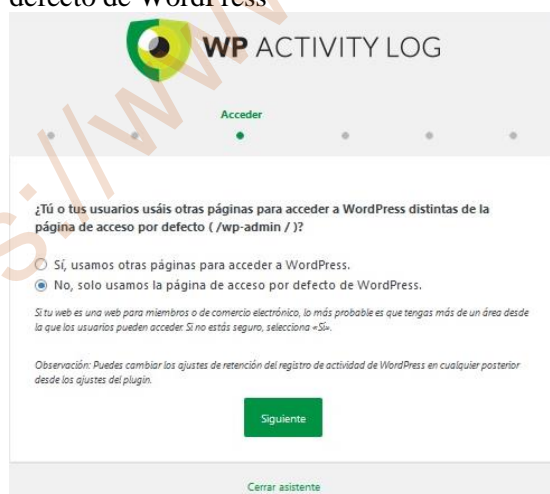 defecto de WordPress
WP ACTIVITY LOG
Acceder
¿Tú o tus usuarios usáis otras páginas para acceder a WordPress distintas de la
página de acceso por defecto ( /wp-admin / )?
Sí, usamos otras páginas para acceder a WordPress.
No, solo usamos la página de acceso por defecto de WordPress.
Si tu web es una web para miembros o de comercio electrónico, lo más probable es que tengas más de un área desde
la que los usuarios pueden acceder. Si no estás seguro, selecciona «Sí».
Observación: Puedes cambiar los ajustes de retención del registro de actividad de WordPress en cualquier posterior
desde los ajustes del plugin.
Siguiente
Cerrar asistente